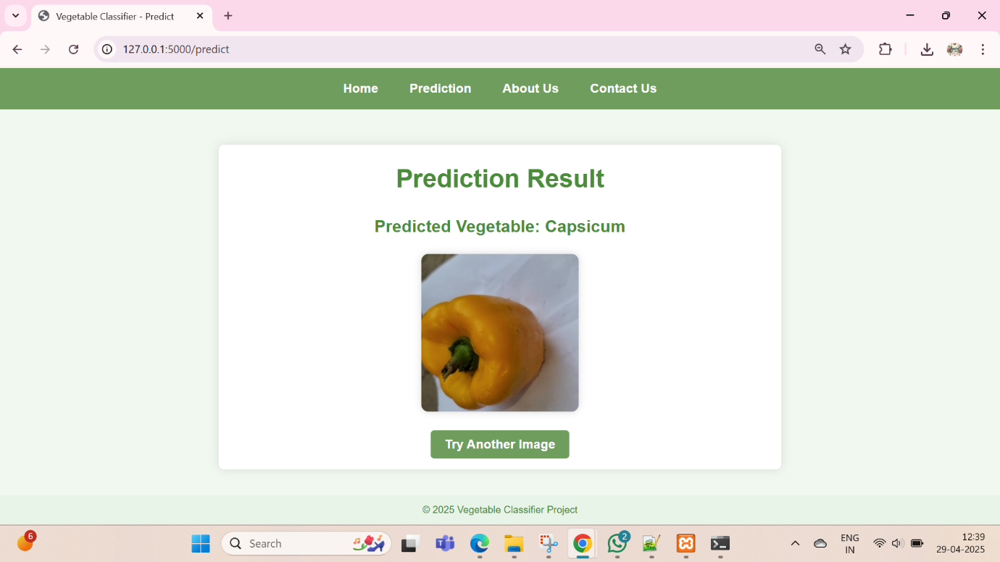 Vegetable Classifier - Predict
127.0.0.1:5000/predict
Home Prediction About Us Contact Us
Prediction Result
Predicted Vegetable: Capsicum
Try Another Image
© 2025 Vegetable Classifier Project
6
Search
2
ENG
IN
12:39
29-04-2025